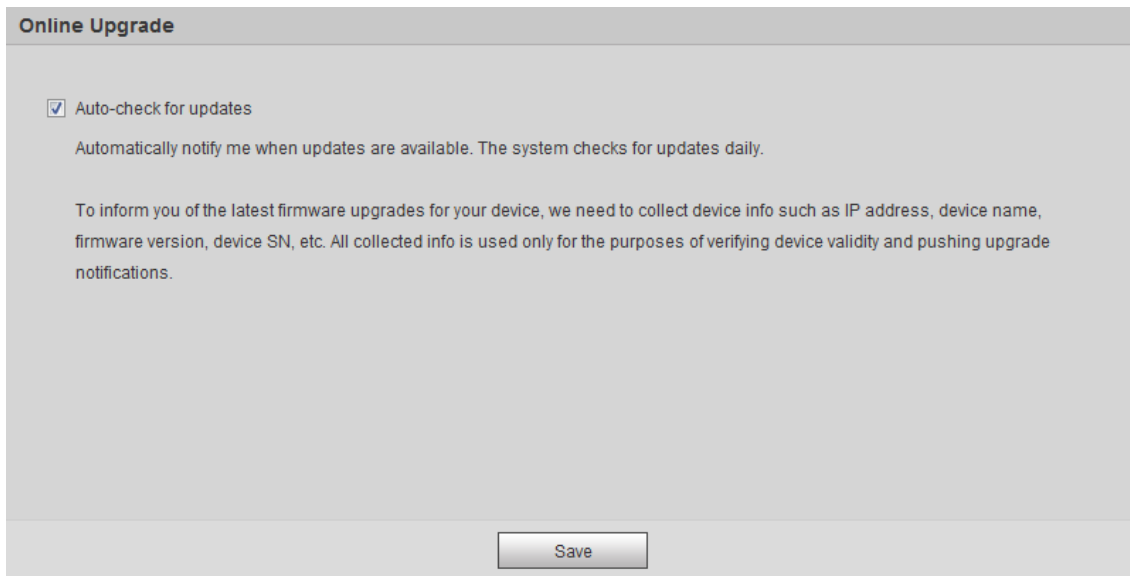 Online Upgrade
Auto-check for updates
Automatically notify me when updates are available. The system checks for updates daily.
To inform you of the latest firmware upgrades for your device, we need to collect device info such as IP address, device name,
firmware version, device SN, etc. All collected info is used only for the purposes of verifying device validity and pushing upgrade
notifications.
Save